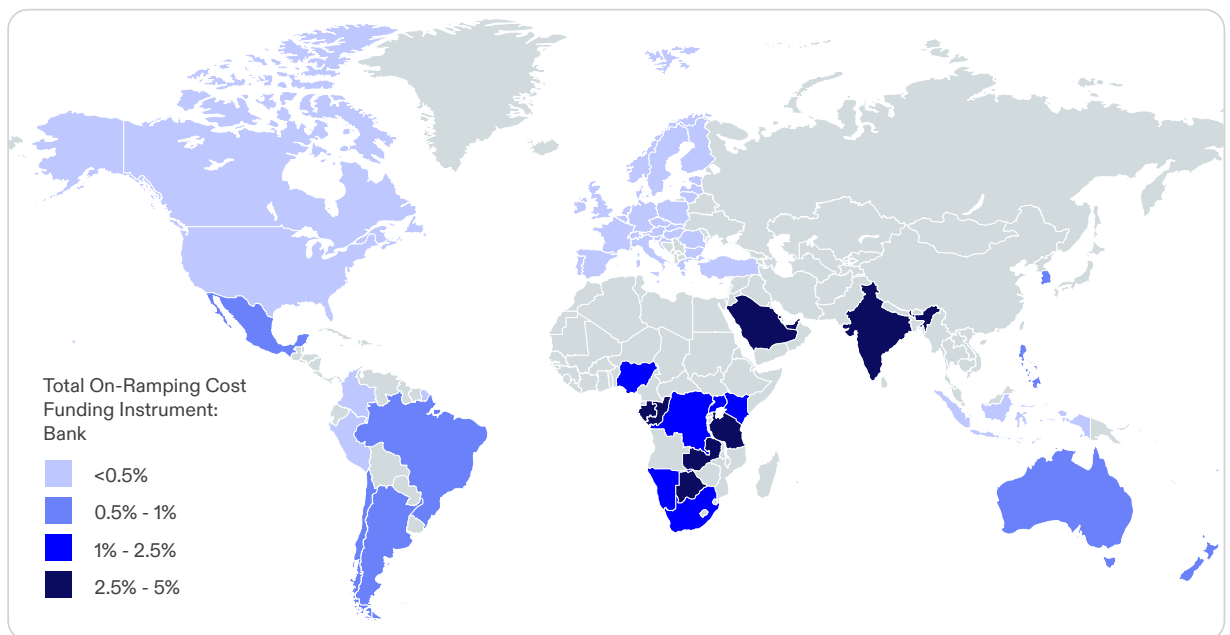 Total On-Ramping Cost
Funding Instrument:
Bank
<0.5%
0.5% - 1%
1% - 2.5%
2.5% - 5%